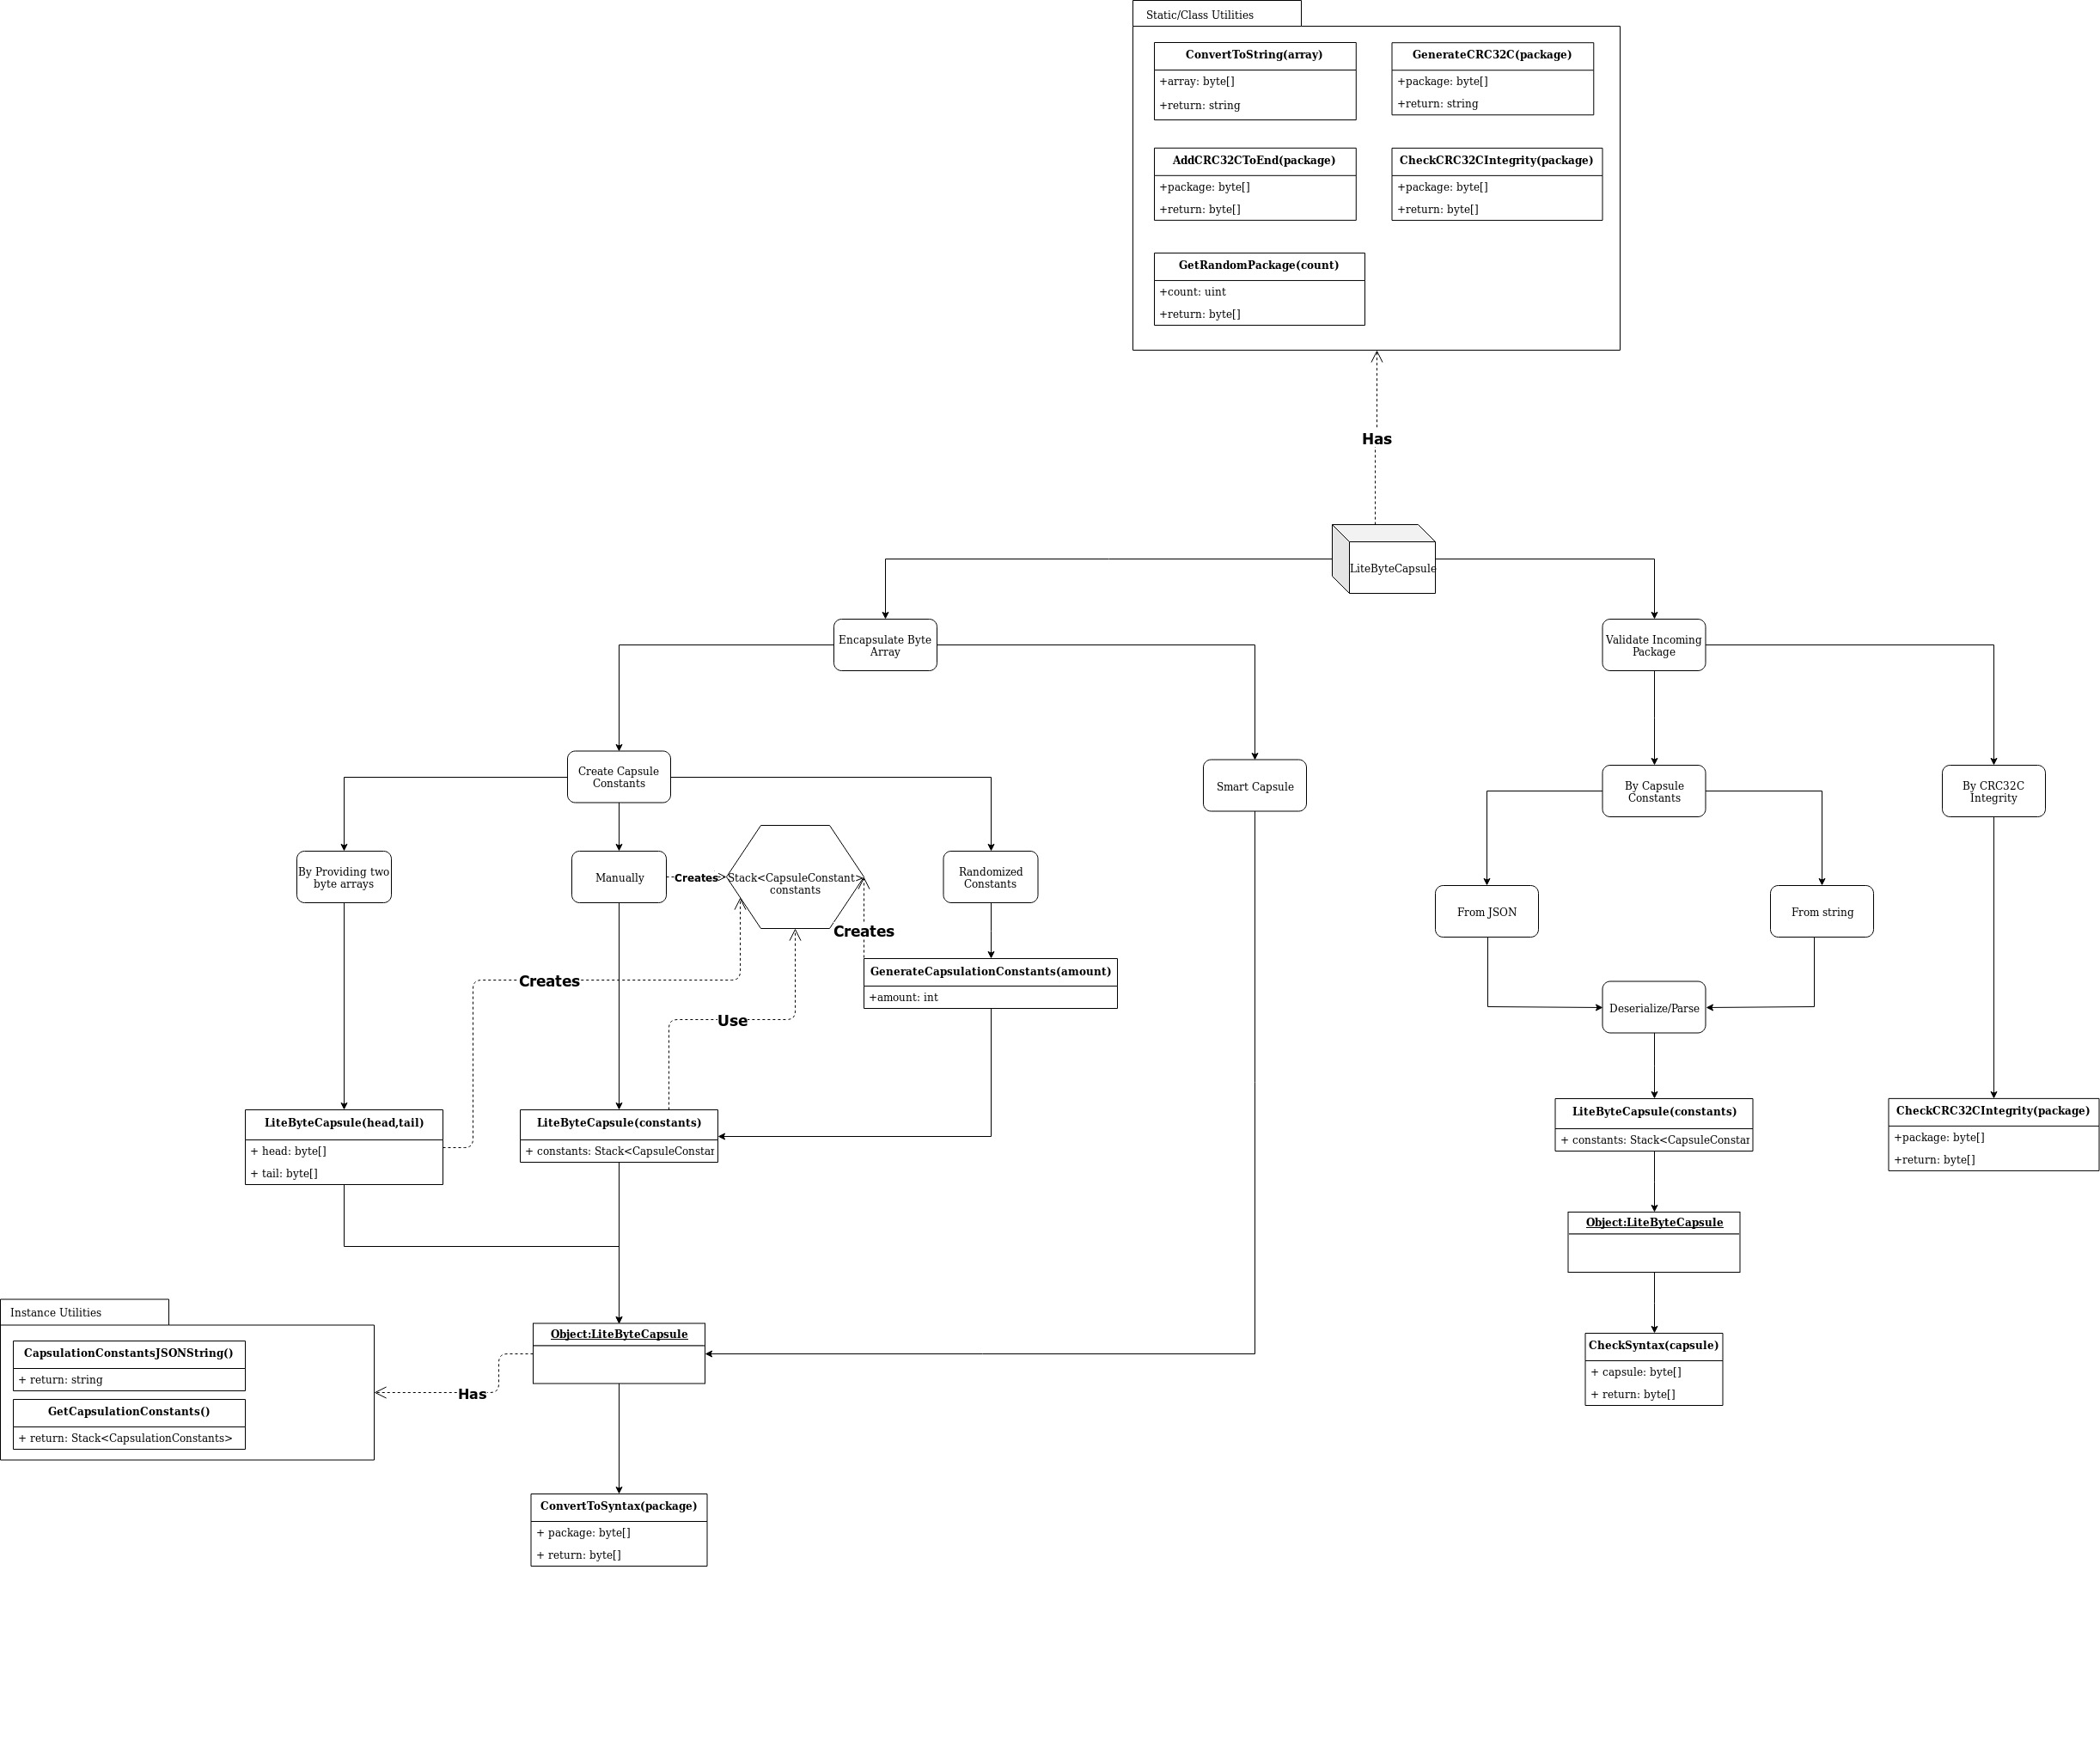 Static/Class Utilities
ConvertToString(array)
+array: byte[]
+return: string
GenerateCRC32C(package)
+package: byte[]
+return: string
AddCRC32CToEnd(package)
+package: byte[]
+return: byte[]
CheckCRC32CIntegrity(package)
+package: byte[]
+return: byte[]
GetRandomPackage(count)
+count: uint
+return: byte[]
Has
LiteByteCapsule
Encapsulate Byte
Array
Validate Incoming
Package
Create Capsule
Constants
Smart Capsule
By Capsule
Constants
By CRC32C
Integrity
By Providing two
byte arrays
Manually
Creates
Stack<CapsuleConstant>
constants
Randomized
Constants
From JSON
From string
Creates
GenerateCapsulationConstants(amount)
+amount: int
Creates
Use
Deserialize/Parse
LiteByteCapsule(head,tail)
+ head: byte[]
+ tail: byte[]
LiteByteCapsule(constants)
+ constants: Stack<CapsuleConstar
LiteByteCapsule(constants)
+ constants: Stack<CapsuleConstar
CheckCRC32CIntegrity(package)
+package: byte[]
+return: byte[]
Object:LiteByteCapsule
Instance Utilities
CapsulationConstantsJSONString()
+ return: string
GetCapsulationConstants()
+ return: Stack<CapsulationConstants>
Has
Object:LiteByteCapsule
CheckSyntax(capsule)
+ capsule: byte[]
+ return: byte[]
ConvertToSyntax(package)
+ package: byte[]
+ return: byte[]